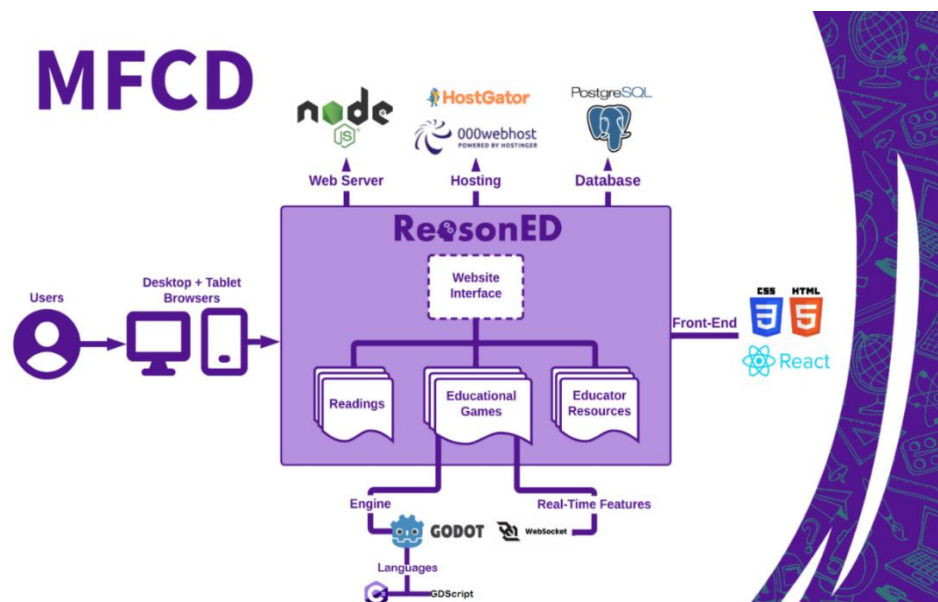 MFCD
node
JS
HostGator
000webhost
POWERED BY HOSTINGER
PostgreSQL
Web Server
Hosting
Database
ReasonED
Website
Interface
Users
Desktop + Tablet
Browsers
Front-End
CSS
3
HTML
5
React
Readings
Educational
Games
Educator
Resources
Engine
Real-Time Features
GODOT
WebSocket
Languages
C#
GDScript